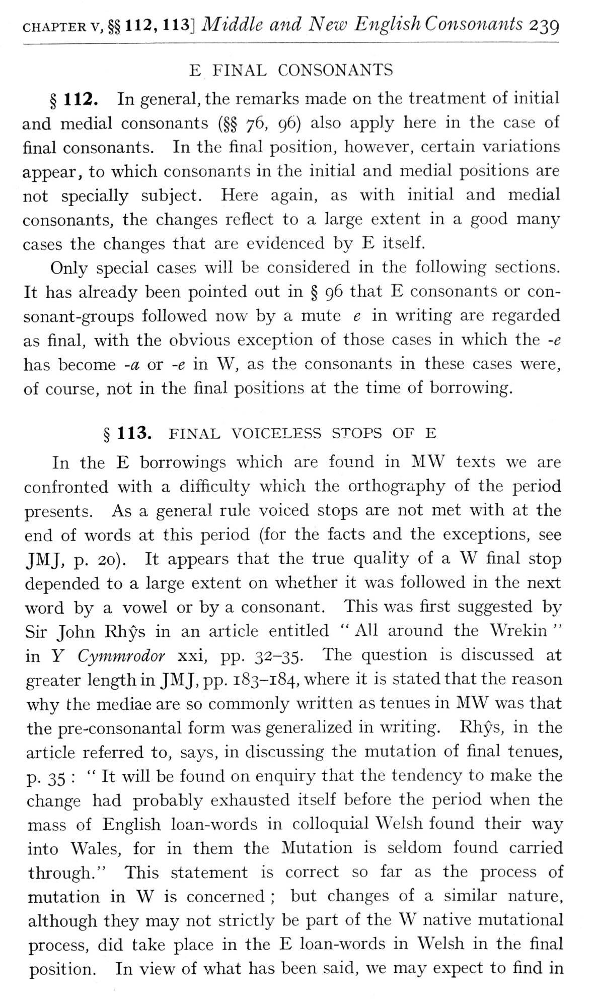 CHAPTER V, §§ 112, 113] Middle and New English Consonants 239
E FINAL CONSONANTS
§ 112. In general, the remarks made on the treatment of initial
and medial consonants (§§ 76, 96) also apply here in the case of
final consonants. In the final position, however, certain variations
appear, to which consonants in the initial and medial positions are
not specially subject. Here again, as with initial and medial
consonants, the changes reflect to a large extent in a good many
cases the changes that are evidenced by E itself.
Only special cases will be considered in the following sections.
It has already been pointed out in § 96 that E consonants or con-
sonant-groups followed now by a mute e in writing are regarded
as final, with the obvious exception of those cases in which the -e
has become -a or -e in W, as the consonants in these cases were,
of course, not in the final positions at the time of borrowing.
§ 113. FINAL VOICELESS STOPS OF E
In the E borrowings which are found in MW texts we are
confronted with a difficulty which the orthography of the period
presents. As a general rule voiced stops are not met with at the
end of words at this period (for the facts and the exceptions, see
JMJ, p. 20). It appears that the true quality of a W final stop
depended to a large extent on whether it was followed in the next
word by a vowel or by a consonant. This was first suggested by
Sir John Rhŷs in an article entitled “ All around the Wrekin ”
in Y Cymmrodor xxi, pp. 32–35. The question is discussed at
greater length in JMJ, pp. 183–184, where it is stated that the reason
why the mediae are so commonly written as tenues in MW was that
the pre-consonantal form was generalized in writing. Rhŷs, in the
article referred to, says, in discussing the mutation of final tenues,
p. 35 : “ It will be found on enquiry that the tendency to make the
change had probably exhausted itself before the period when the
mass of English loan-words in colloquial Welsh found their way
into Wales, for in them the Mutation is seldom found carried
through.” This statement is correct so far as the process of
mutation in W is concerned ; but changes of a similar nature,
although they may not strictly be part of the W native mutational
process, did take place in the E loan-words in Welsh in the final
position. In view of what has been said, we may expect to find in